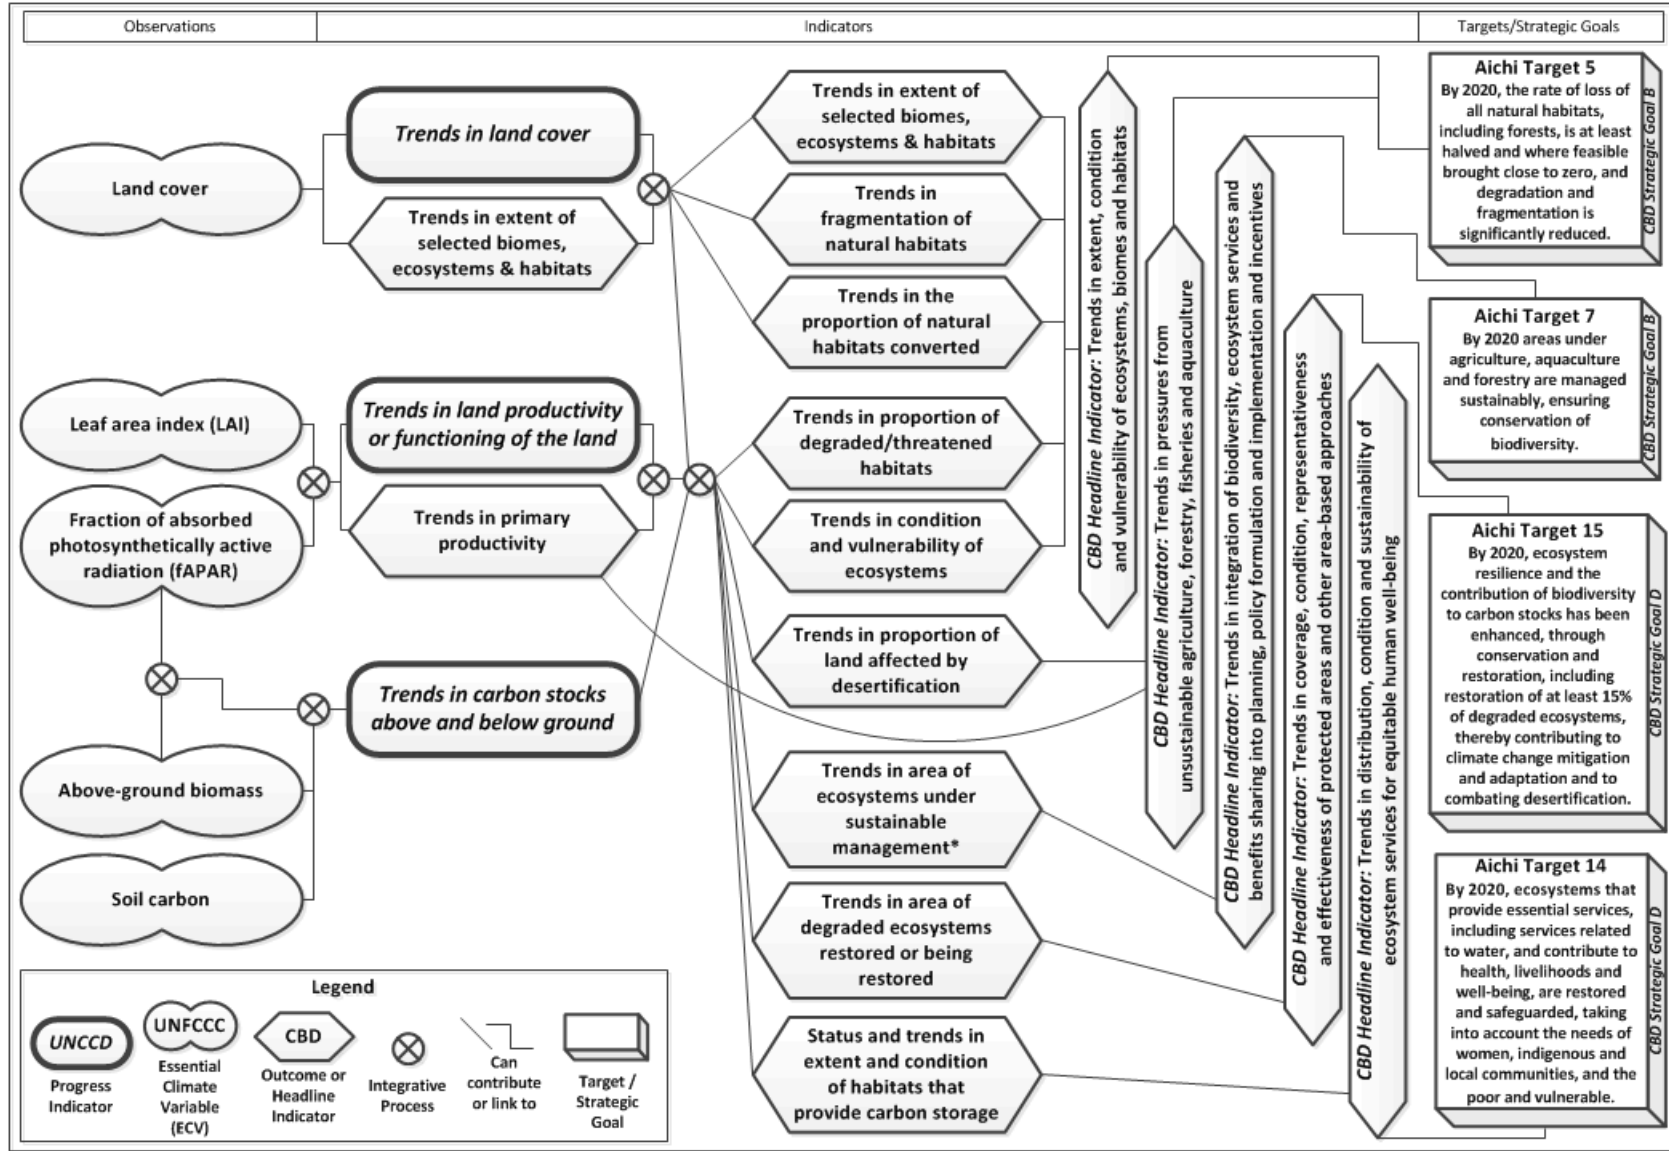 Observations
Indicators
Targets/Strategic Goals
Land cover
Leaf area index (LAI)
Fraction of absorbed
photosynthetically active
radiation (fAPAR)
Above-ground biomass
Soil carbon
Trends in land cover
Trends in extent of
selected biomes,
ecosystems & habitats
Trends in land productivity
or functioning of the land
Trends in primary
productivity
Trends in carbon stocks
above and below ground
Trends in extent of
selected biomes,
ecosystems & habitats
Trends in
fragmentation of
natural habitats
Trends in the
proportion of natural
habitats converted
Trends in proportion of
degraded/threatened
habitats
Trends in condition
and vulnerability of
ecosystems
Trends in proportion of
land affected by
desertification
Trends in area of
ecosystems under
sustainable
management*
Trends in area of
degraded ecosystems
restored or being
restored
Status and trends in
extent and condition
of habitats that
provide carbon storage
CBD Headline Indicator: Trends in extent, condition
and vulnerability of ecosystems, biomes and habitats
CBD Headline Indicator: Trends in pressures from
unsustainable agriculture, forestry, fisheries and aquaculture
CBD Headline Indicator: Trends in integration of biodiversity, ecosystem services and
benefits sharing into planning, policy formulation and implementation and incentives
CBD Headline Indicator: Trends in coverage, condition, representativeness
and effectiveness of protected areas and other area-based approaches
CBD Headline Indicator: Trends in distribution, condition and sustainability of
ecosystem services for equitable human well-being
Aichi Target 5
By 2020, the rate of loss of
all natural habitats,
including forests, is at least
halved and where feasible
brought close to zero, and
degradation and
fragmentation is
significantly reduced.
CBD Strategic Goal B
Aichi Target 7
By 2020 areas under
agriculture, aquaculture
and forestry are managed
sustainably, ensuring
conservation of
biodiversity.
CBD Strategic Goal B
Aichi Target 15
By 2020, ecosystem
resilience and the
contribution of biodiversity
to carbon stocks has been
enhanced, through
conservation and
restoration, including
restoration of at least 15%
of degraded ecosystems,
thereby contributing to
climate change mitigation
and adaptation and to
combating desertification.
CBD Strategic Goal D
Aichi Target 14
By 2020, ecosystems that
provide essential services,
including services related
to water, and contribute to
health, livelihoods and
well-being, are restored
and safeguarded, taking
into account the needs of
women, indigenous and
local communities, and the
poor and vulnerable.
CBD Strategic Goal D
Legend
UNCCD
Progress
Indicator
UNFCCC
Essential
Climate
Variable
(ECV)
CBD
Outcome or
Headline
Indicator
Integrative
Process
Can
contribute
or link to
Target /
Strategic
Goal